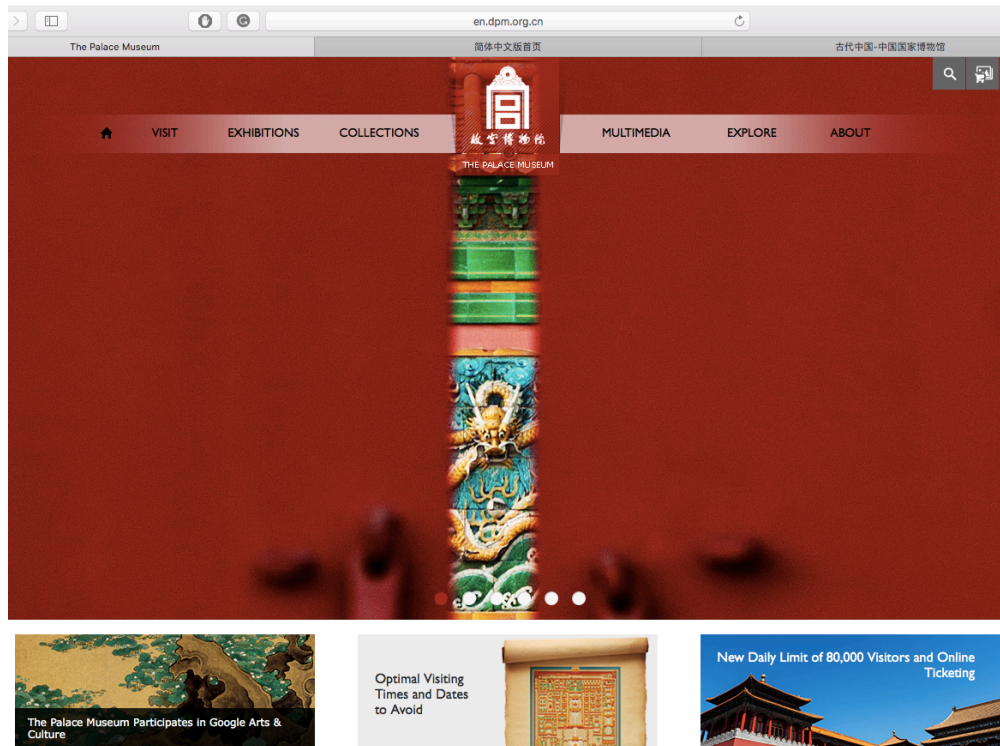 en.dpm.org.cn
The Palace Museum
简体中文版首页
古代中国-中国国家博物馆
故宫博物院
THE PALACE MUSEUM
VISIT
EXHIBITIONS
COLLECTIONS
MULTIMEDIA
EXPLORE
ABOUT
The Palace Museum Participates in Google Arts &
Culture
Optimal Visiting
Times and Dates
to Avoid
New Daily Limit of 80,000 Visitors and Online
Ticketing